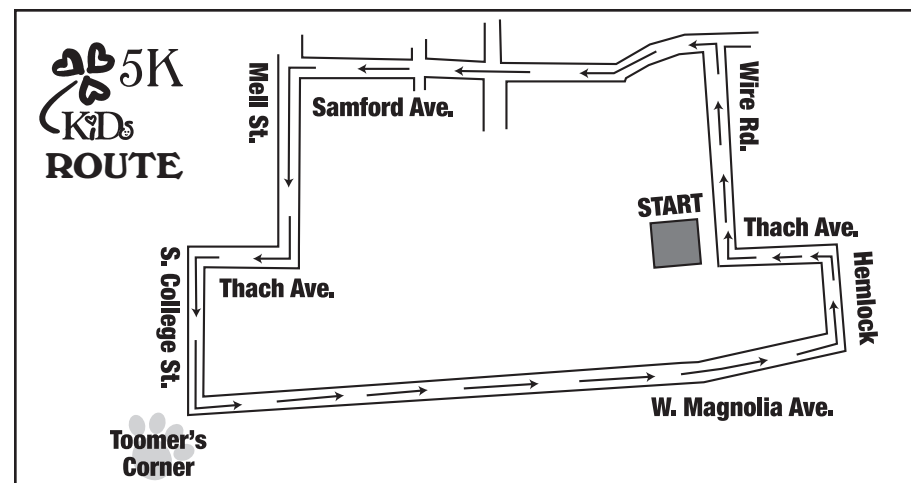 5K
KiDs
ROUTE
Mell St.
Samford Ave.
Wire Rd.
START
Thach Ave.
Hemlock
S. College St.
Thach Ave.
W. Magnolia Ave.
Toomer's
Corner